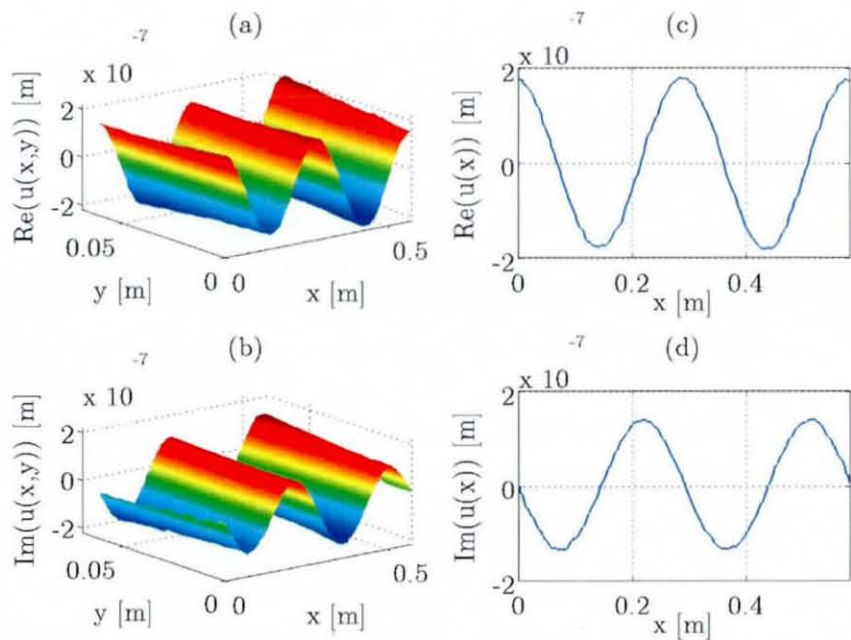 (a)
x 10 -7
Re(u(x,y)) [m]
2
0
-2
0.05
0
0
0.5
y [m]
x [m]
(c)
x 10 -7
Re(u(x)) [m]
2
0
-2
0
0.2
0.4
x [m]
(b)
x 10 -7
Im(u(x,y)) [m]
2
0
-2
0.05
0
0
0.5
y [m]
x [m]
(d)
x 10 -7
Im(u(x)) [m]
2
0
-2
0
0.2
0.4
x [m]